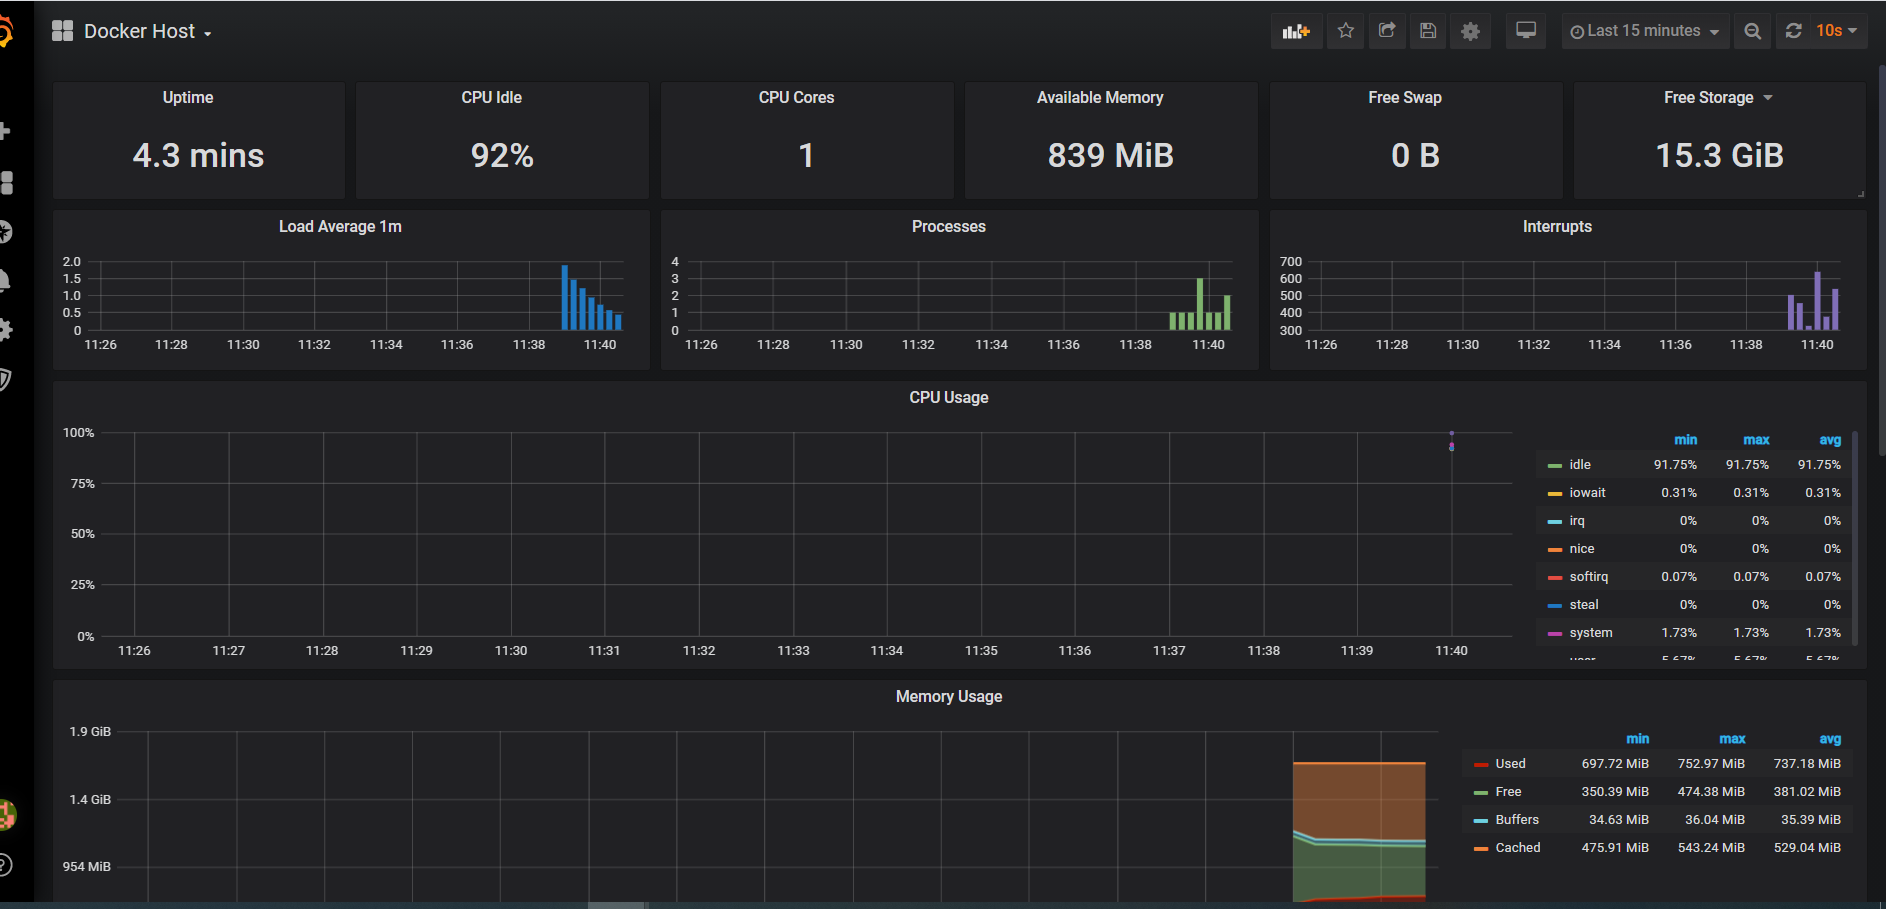 Docker Host
Last 15 minutes
10s
Uptime
4.3 mins
CPU Idle
92%
CPU Cores
1
Available Memory
839 MiB
Free Swap
0 B
Free Storage
15.3 GiB
Load Average 1m
2.0
1.5
1.0
0.5
0
11:26 11:28 11:30 11:32 11:34 11:36 11:38 11:40
Processes
4
3
2
1
0
11:26 11:28 11:30 11:32 11:34 11:36 11:38 11:40
Interrupts
700
600
500
400
300
11:26 11:28 11:30 11:32 11:34 11:36 11:38 11:40
CPU Usage
100%
75%
50%
25%
0%
11:26 11:27 11:28 11:29 11:30 11:31 11:32 11:33 11:34 11:35 11:36 11:37 11:38 11:39 11:40
min max avg
idle 91.75% 91.75% 91.75%
iowait 0.31% 0.31% 0.31%
irq 0% 0% 0%
nice 0% 0% 0%
softirq 0.07% 0.07% 0.07%
steal 0% 0% 0%
system 1.73% 1.73% 1.73%
user 5.67% 5.67% 5.67%
Memory Usage
1.9 GiB
1.4 GiB
954 MiB
min max avg
Used 697.72 MiB 752.97 MiB 737.18 MiB
Free 350.39 MiB 474.38 MiB 381.02 MiB
Buffers 34.63 MiB 36.04 MiB 35.39 MiB
Cached 475.91 MiB 543.24 MiB 529.04 MiB